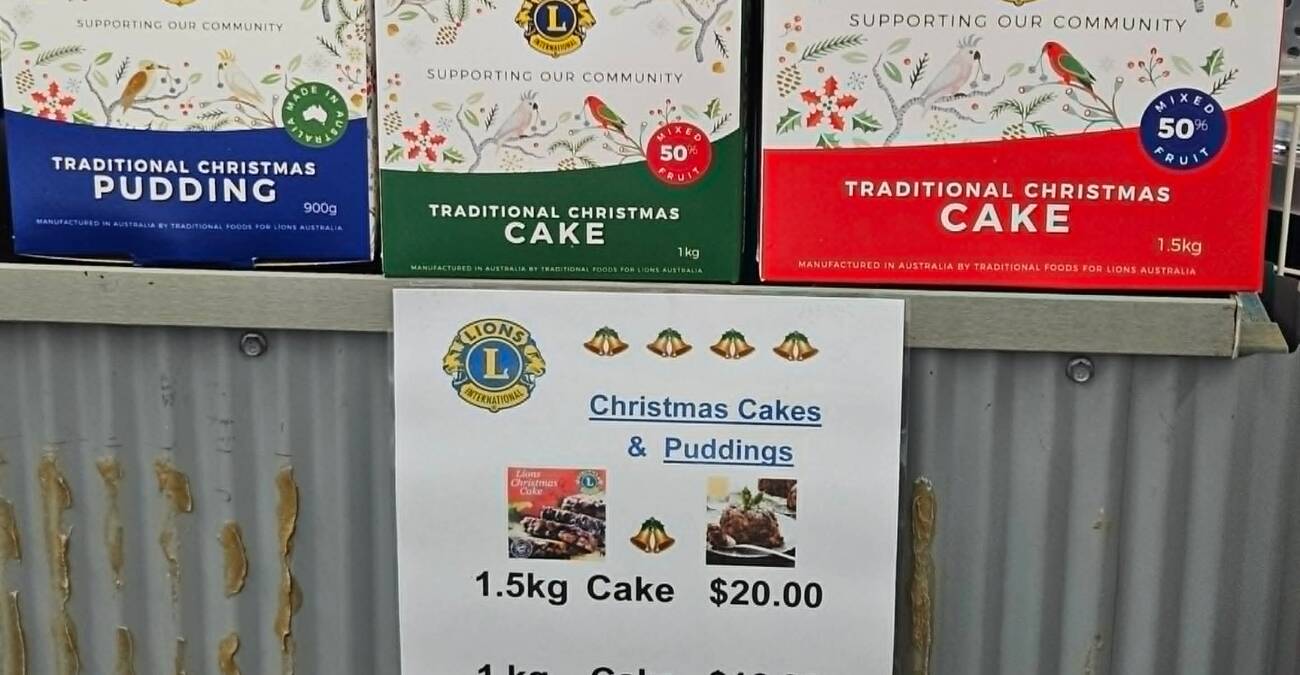 SUPPORTING OUR COMMUNITY
MADE IN AUSTRALIA
TRADITIONAL CHRISTMAS
PUDDING
900g
MANUFACTURED IN AUSTRALIA BY TRADITIONAL FOODS FOR LIONS AUSTRALIA
L
INTERNATIONAL
SUPPORTING OUR COMMUNITY
MIXED
50%
FRUIT
TRADITIONAL CHRISTMAS
CAKE
1kg
MANUFACTURED IN AUSTRALIA BY TRADITIONAL FOODS FOR LIONS AUSTRALIA
SUPPORTING OUR COMMUNITY
MIXED
50%
FRUIT
TRADITIONAL CHRISTMAS
CAKE
1.5kg
MANUFACTURED IN AUSTRALIA BY TRADITIONAL FOODS FOR LIONS AUSTRALIA
LIONS
L
INTERNATIONAL
Christmas Cakes
& Puddings
Lions
Christmas
Cake
L
1.5kg Cake $20.00
1 kg Cake